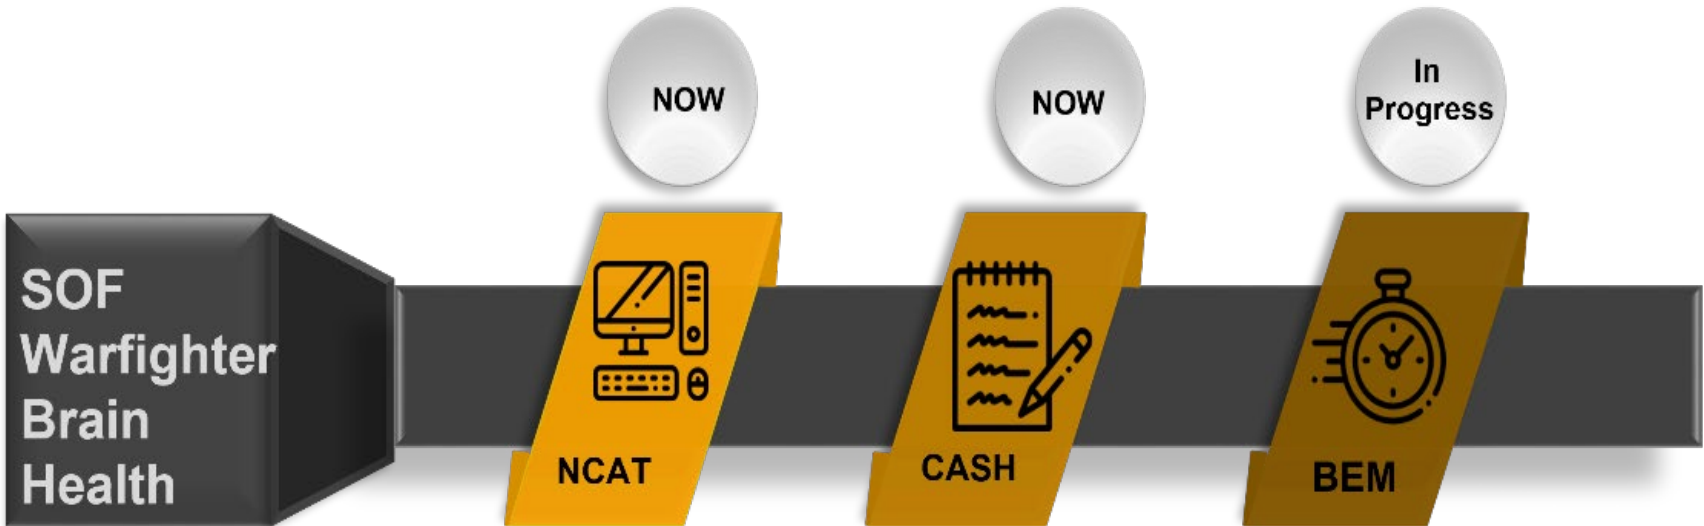 NOW
NOW
In
Progress
SOF
Warfighter
Brain
Health
NCAT
CASH
BEM